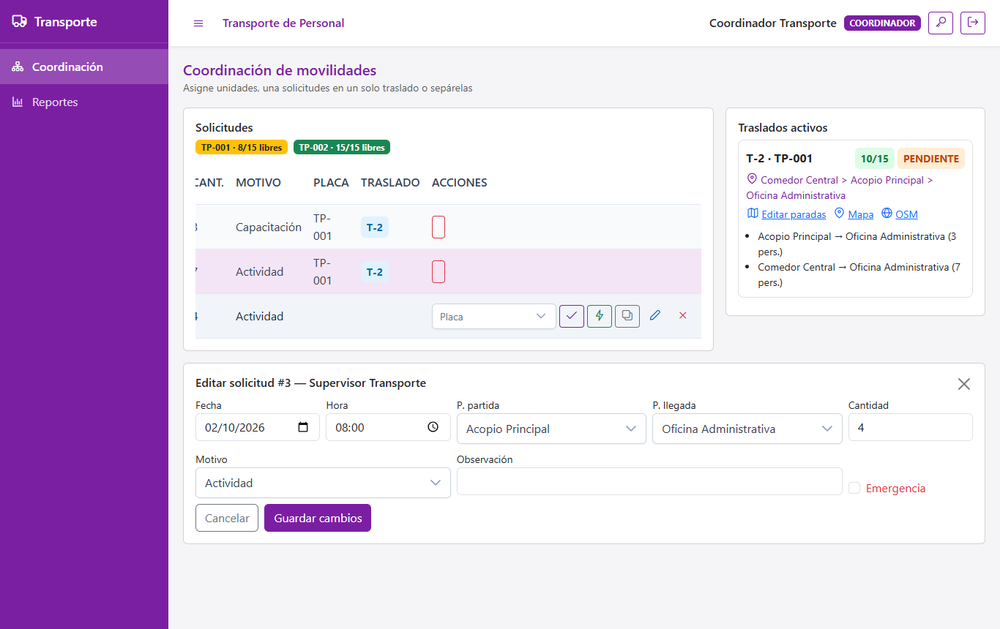 Transporte
Coordinación
Reportes
Transporte de Personal
Coordinador Transporte
COORDINADOR
Coordinación de movilidades
Asigne unidades, una solicitudes en un solo traslado o sepárelas
Solicitudes
TP-001 · 8/15 libres
TP-002 · 15/15 libres
CANT. MOTIVO PLACA TRASLADO ACCIONES
3 Capacitación TP-001 T-2
7 Actividad TP-001 T-2
4 Actividad Placa
Traslados activos
T-2 · TP-001 10/15 PENDIENTE
Comedor Central > Acopio Principal >
Oficina Administrativa
Editar paradas Mapa OSM
Acopio Principal → Oficina Administrativa (3
pers.)
Comedor Central → Oficina Administrativa (7
pers.)
Editar solicitud #3 — Supervisor Transporte
Fecha Hora P. partida P. llegada Cantidad
02/10/2026 08:00 Acopio Principal Oficina Administrativa 4
Motivo Observación
Actividad Emergencia
Cancelar Guardar cambios